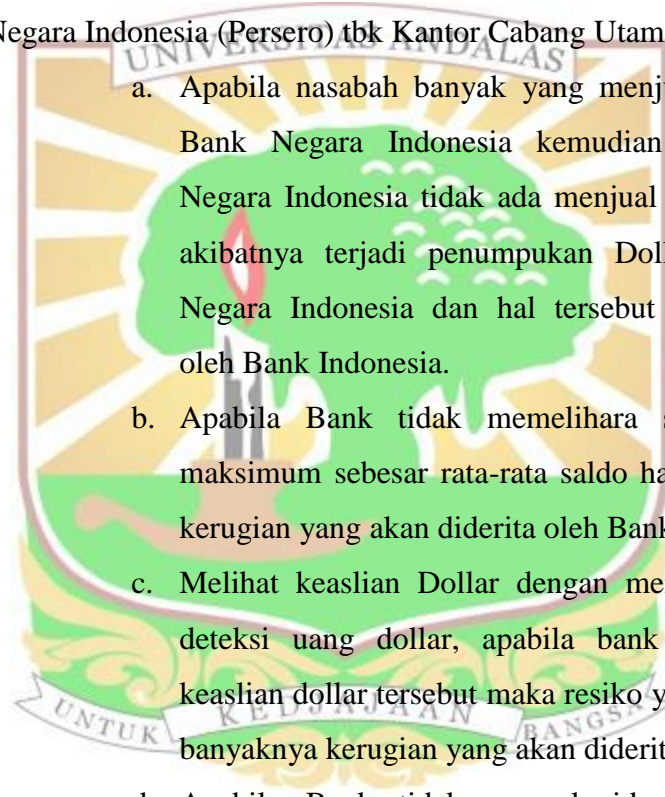 Negara Indonesia (Persero) tbk Kantor Cabang Utam
UNIVERSITAS ANDALAS
a. Apabila nasabah banyak yang menj
Bank Negara Indonesia kemudian
Negara Indonesia tidak ada menjual
akibatnya terjadi penumpukan Doll
Negara Indonesia dan hal tersebut
oleh Bank Indonesia.
b. Apabila Bank tidak memelihara s
maksimum sebesar rata-rata saldo ha
kerugian yang akan diderita oleh Bank
c. Melihat keaslian Dollar dengan me
deteksi uang dollar, apabila bank
keaslian dollar tersebut maka resiko y
banyaknya kerugian yang akan diderit
UNTUK KEDJAJAAN BANGSA